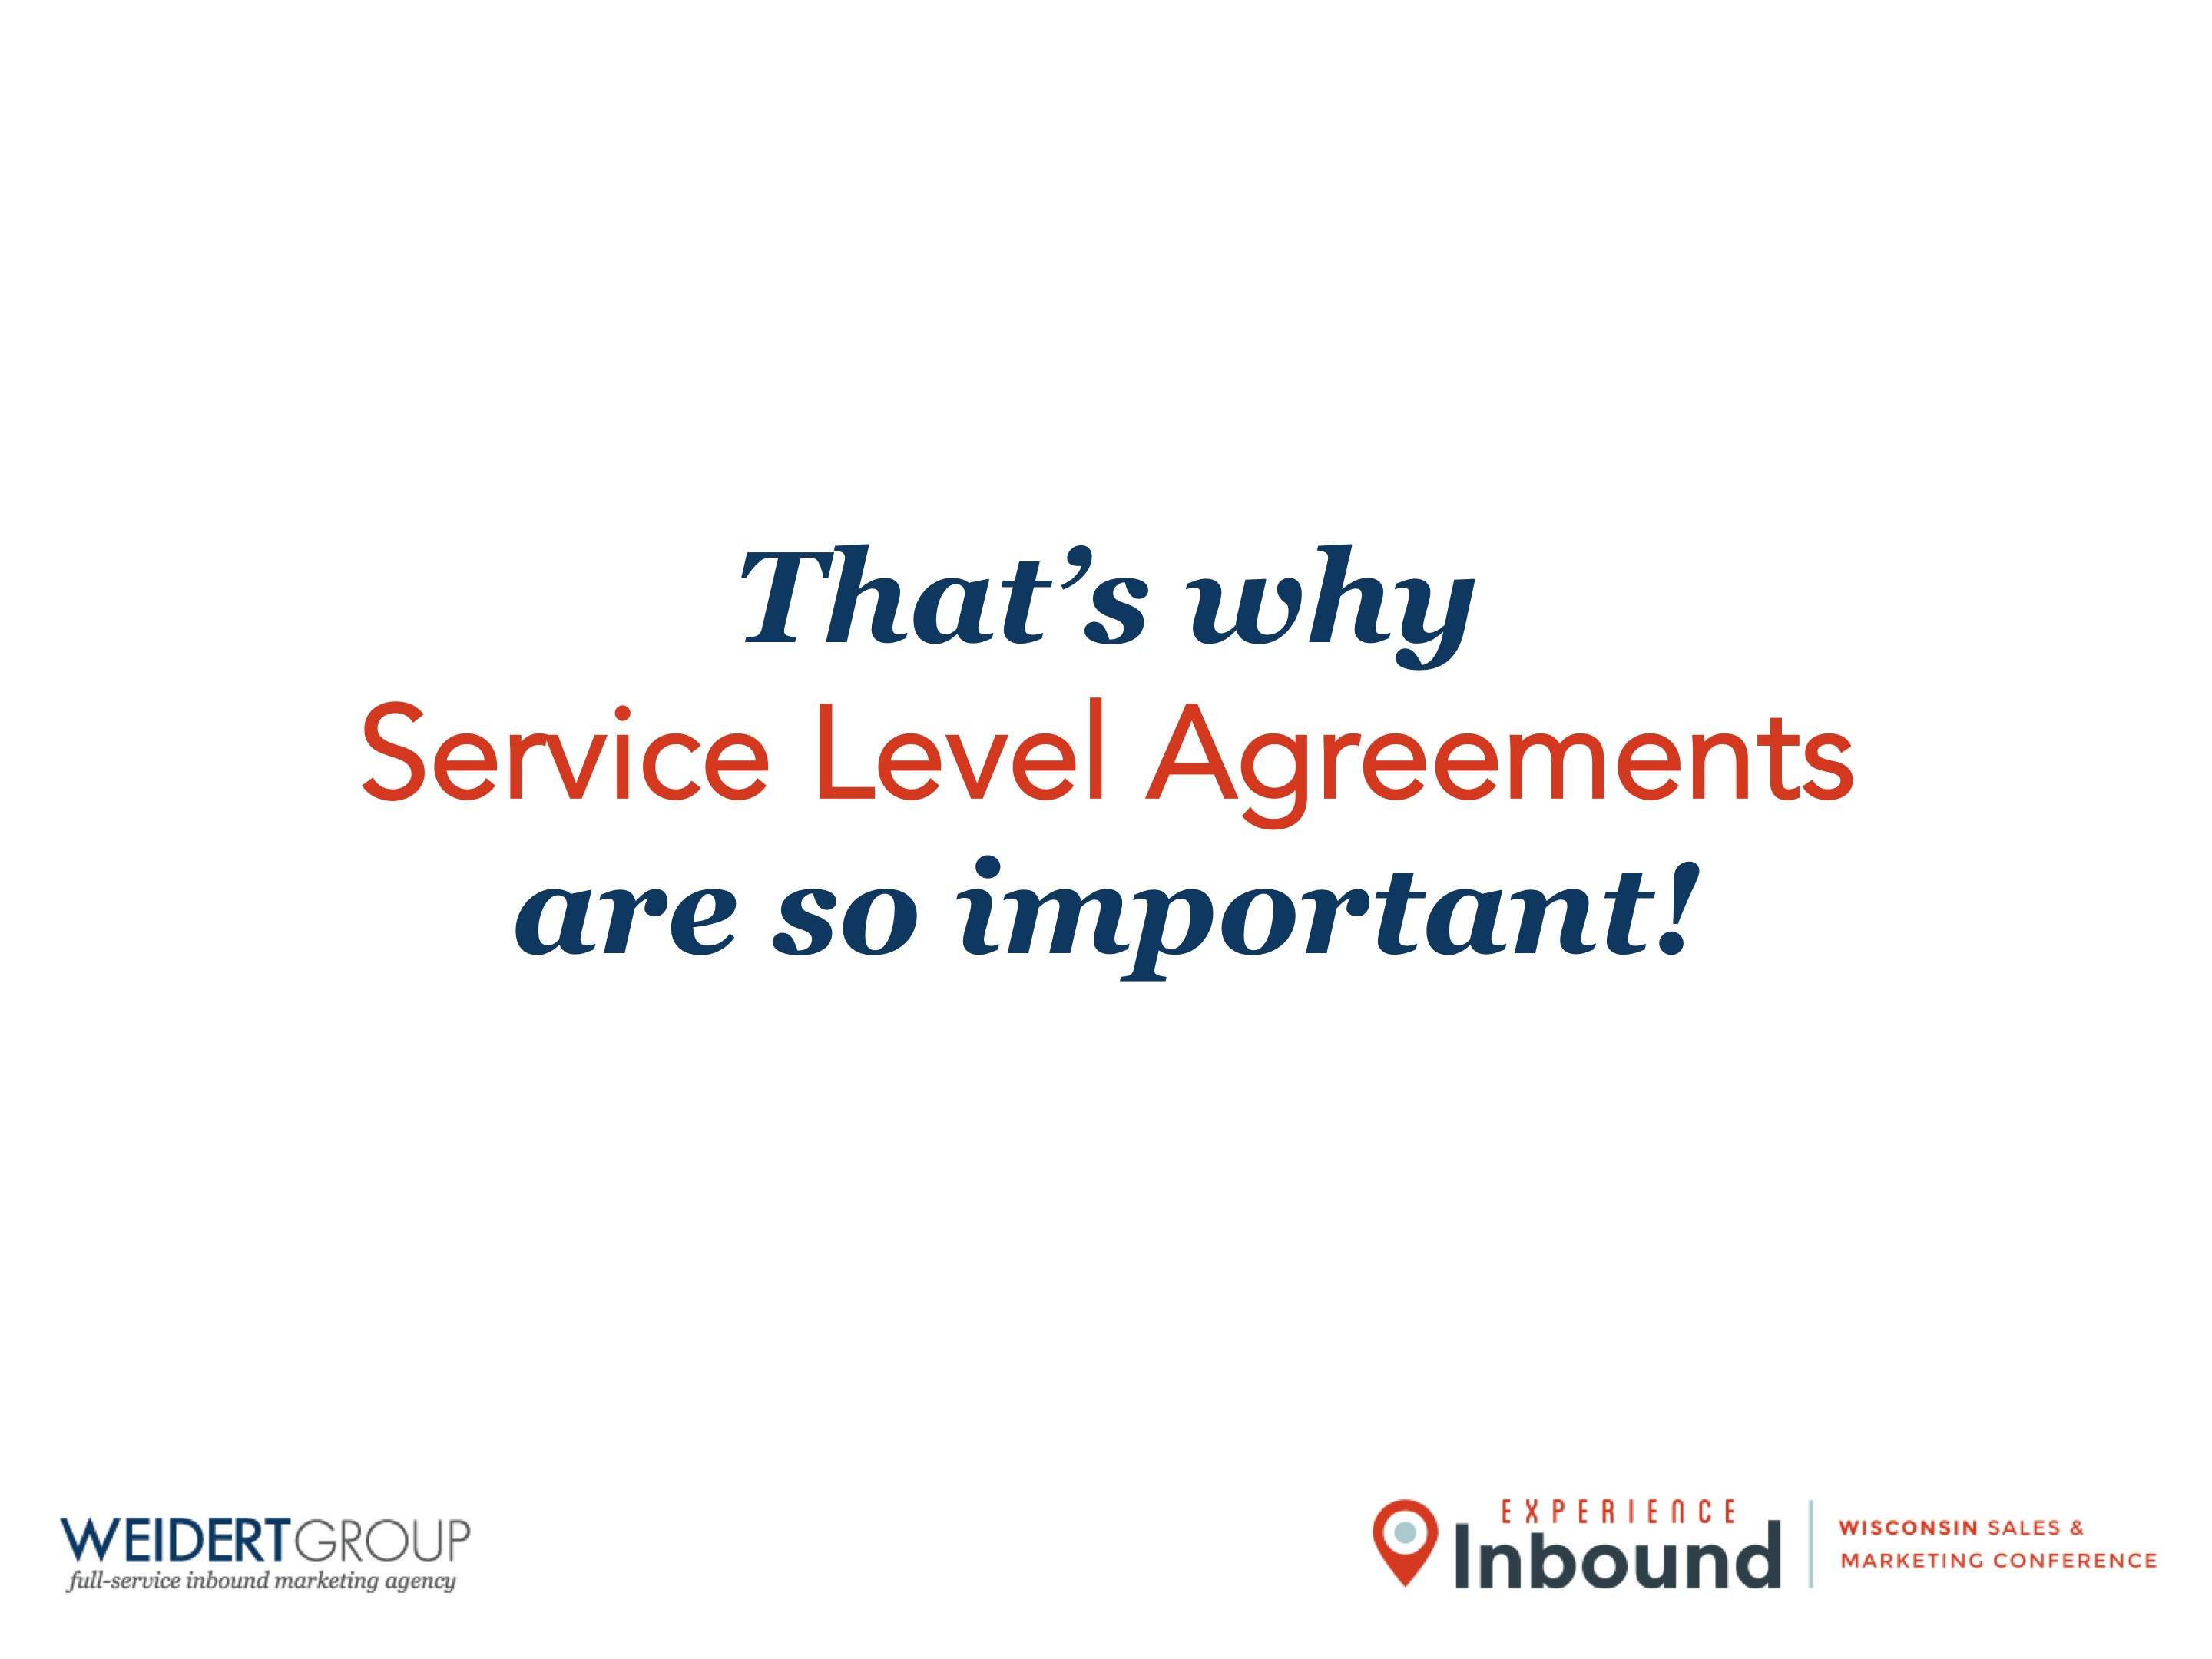 That’s why
Service Level Agreements
are so important!
WEIDERTGROUP
full-service inbound marketing agency
EXPERIENCE
Inbound
WISCONSIN SALES &
MARKETING CONFERENCE